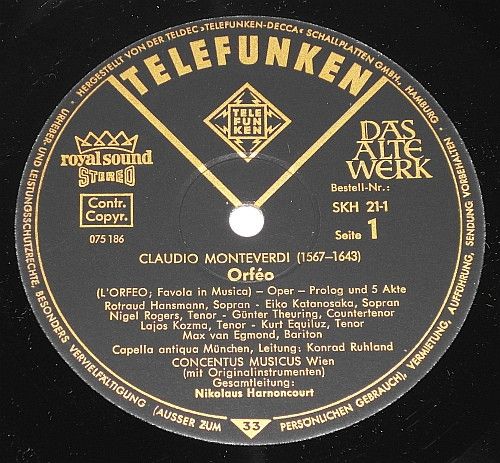 HERGESTELLT VON DER TELDEC »TELEFUNKEN-DECCA« SCHALLPLATTEN GMBH., HAMBURG ·
URHEBER- UND LEISTUNGSSCHUTZRECHTE, BESONDERS VERVIELFÄLTIGUNG (AUSSER ZUM PERSÖNLICHEN GEBRAUCH), VERMIETUNG, AUFFÜHRUNG, SENDUNG VORBEHALTEN ·
TELEFUNKEN
TELE
FUN
KEN
royal sound
STEREO
Contr.
Copyr.
075 186
DAS
ALTE
WERK
Bestell-Nr.:
SKH 21-1
Seite 1
CLAUDIO MONTEVERDI (1567–1643)
Orféo
(L'ORFEO; Favola in Musica) – Oper – Prolog und 5 Akte
Rotraud Hansmann, Sopran - Eiko Katanosaka, Sopran
Nigel Rogers, Tenor - Günter Theuring, Countertenor
Lajos Kozma, Tenor - Kurt Equiluz, Tenor
Max van Egmond, Bariton
Capella antiqua München, Leitung: Konrad Ruhland
CONCENTUS MUSICUS Wien
(mit Originalinstrumenten)
Gesamtleitung:
Nikolaus Harnoncourt
33